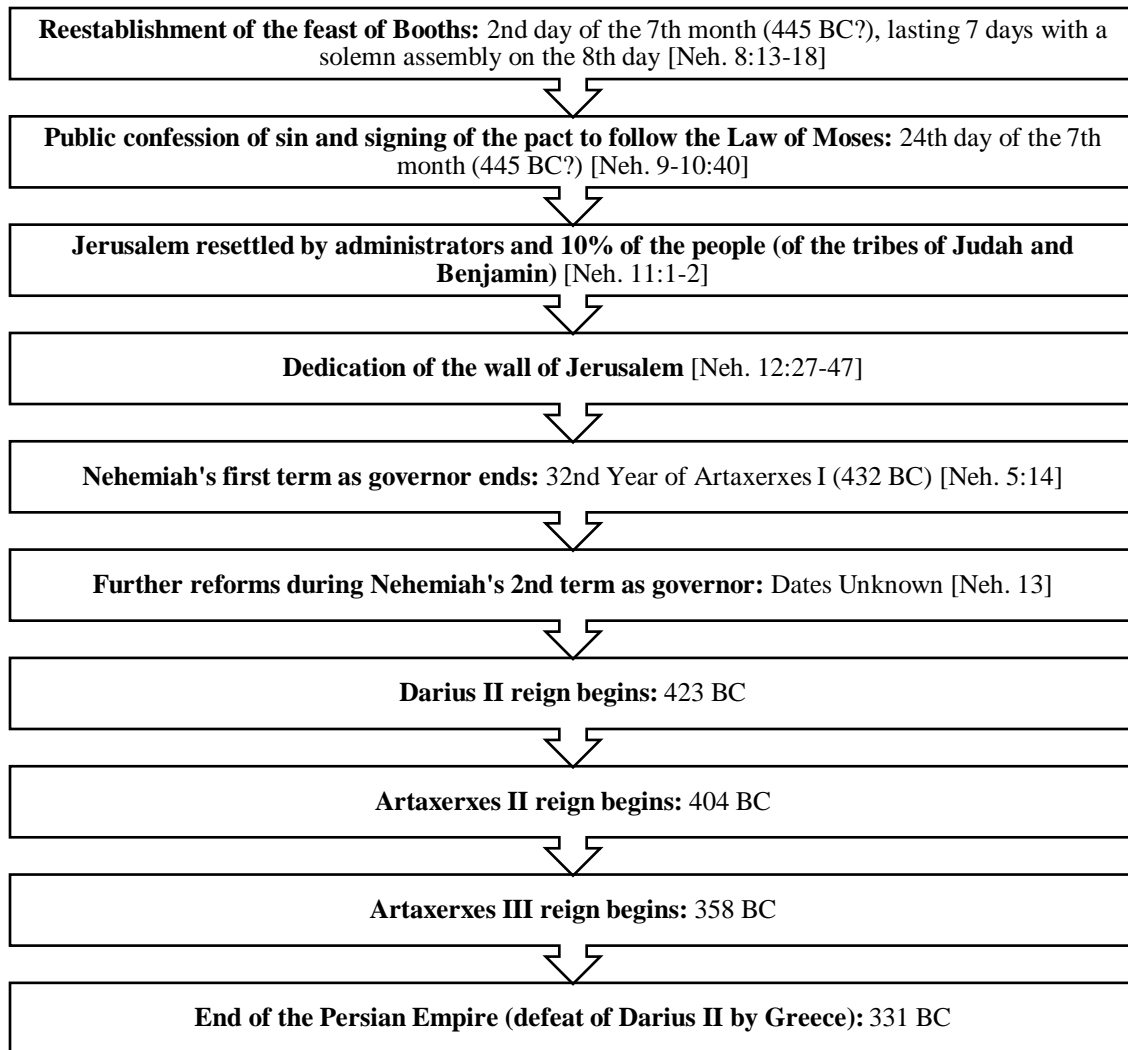 Reestablishment of the feast of Booths: 2nd day of the 7th month (445 BC?), lasting 7 days with a
solemn assembly on the 8th day [Neh. 8:13-18]
Public confession of sin and signing of the pact to follow the Law of Moses: 24th day of the 7th
month (445 BC?) [Neh. 9-10:40]
Jerusalem resettled by administrators and 10% of the people (of the tribes of Judah and
Benjamin) [Neh. 11:1-2]
Dedication of the wall of Jerusalem [Neh. 12:27-47]
Nehemiah's first term as governor ends: 32nd Year of Artaxerxes I (432 BC) [Neh. 5:14]
Further reforms during Nehemiah's 2nd term as governor: Dates Unknown [Neh. 13]
Darius II reign begins: 423 BC
Artaxerxes II reign begins: 404 BC
Artaxerxes III reign begins: 358 BC
End of the Persian Empire (defeat of Darius II by Greece): 331 BC